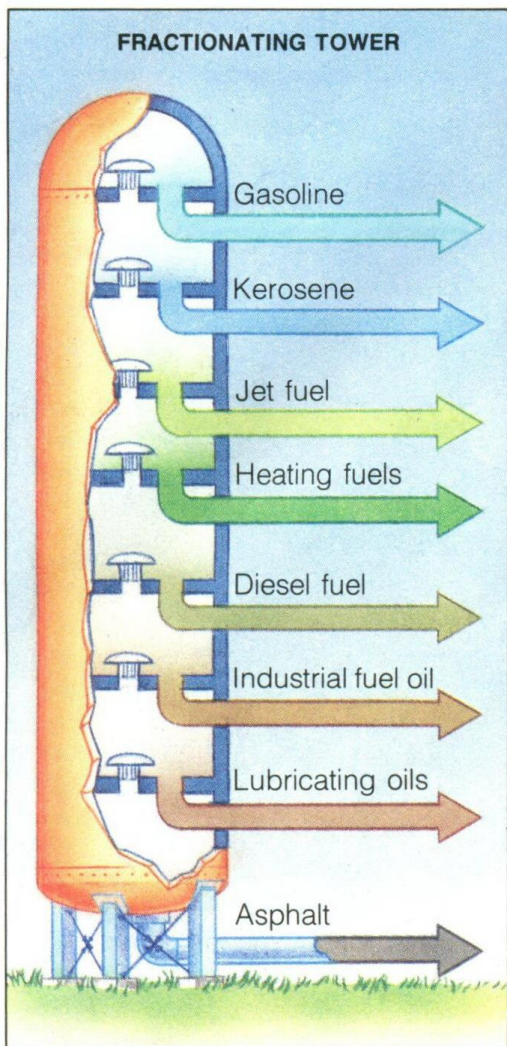 FRACTIONATING TOWER
Gasoline
Kerosene
Jet fuel
Heating fuels
Diesel fuel
Industrial fuel oil
Lubricating oils
Asphalt